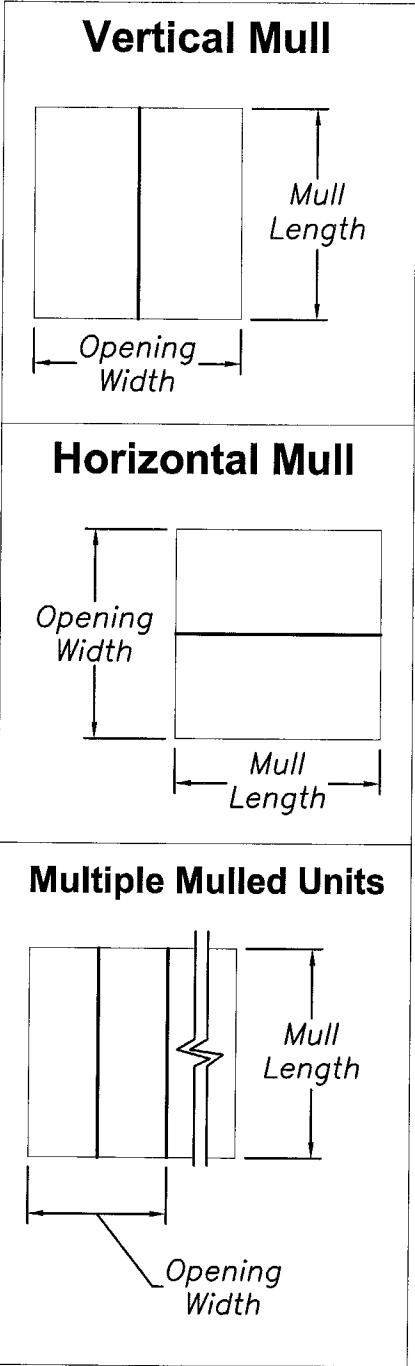 Vertical Mull
Mull
Length
Opening
Width
Horizontal Mull
Opening
Width
Mull
Length
Multiple Mulled Units
Mull
Length
Opening
Width